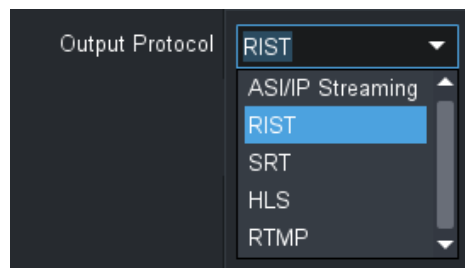 Output Protocol RIST
ASI/IP Streaming
RIST
SRT
HLS
RTMP